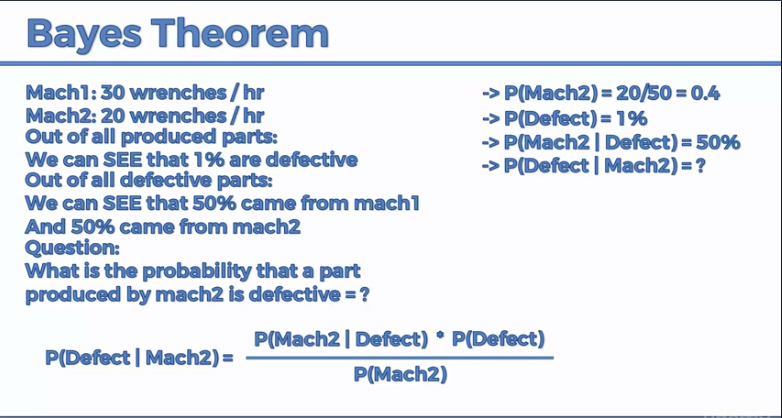 Bayes Theorem
Mach1: 30 wrenches / hr
Mach2: 20 wrenches / hr
Out of all produced parts:
We can SEE that 1% are defective
Out of all defective parts:
We can SEE that 50% came from mach1
And 50% came from mach2
Question:
What is the probability that a part
produced by mach2 is defective = ?
-> P(Mach2) = 20/50 = 0.4
-> P(Defect) = 1%
-> P(Mach2 | Defect) = 50%
-> P(Defect | Mach2) = ?
P(Mach2 | Defect) * P(Defect)
P(Defect | Mach2) =
P(Mach2)